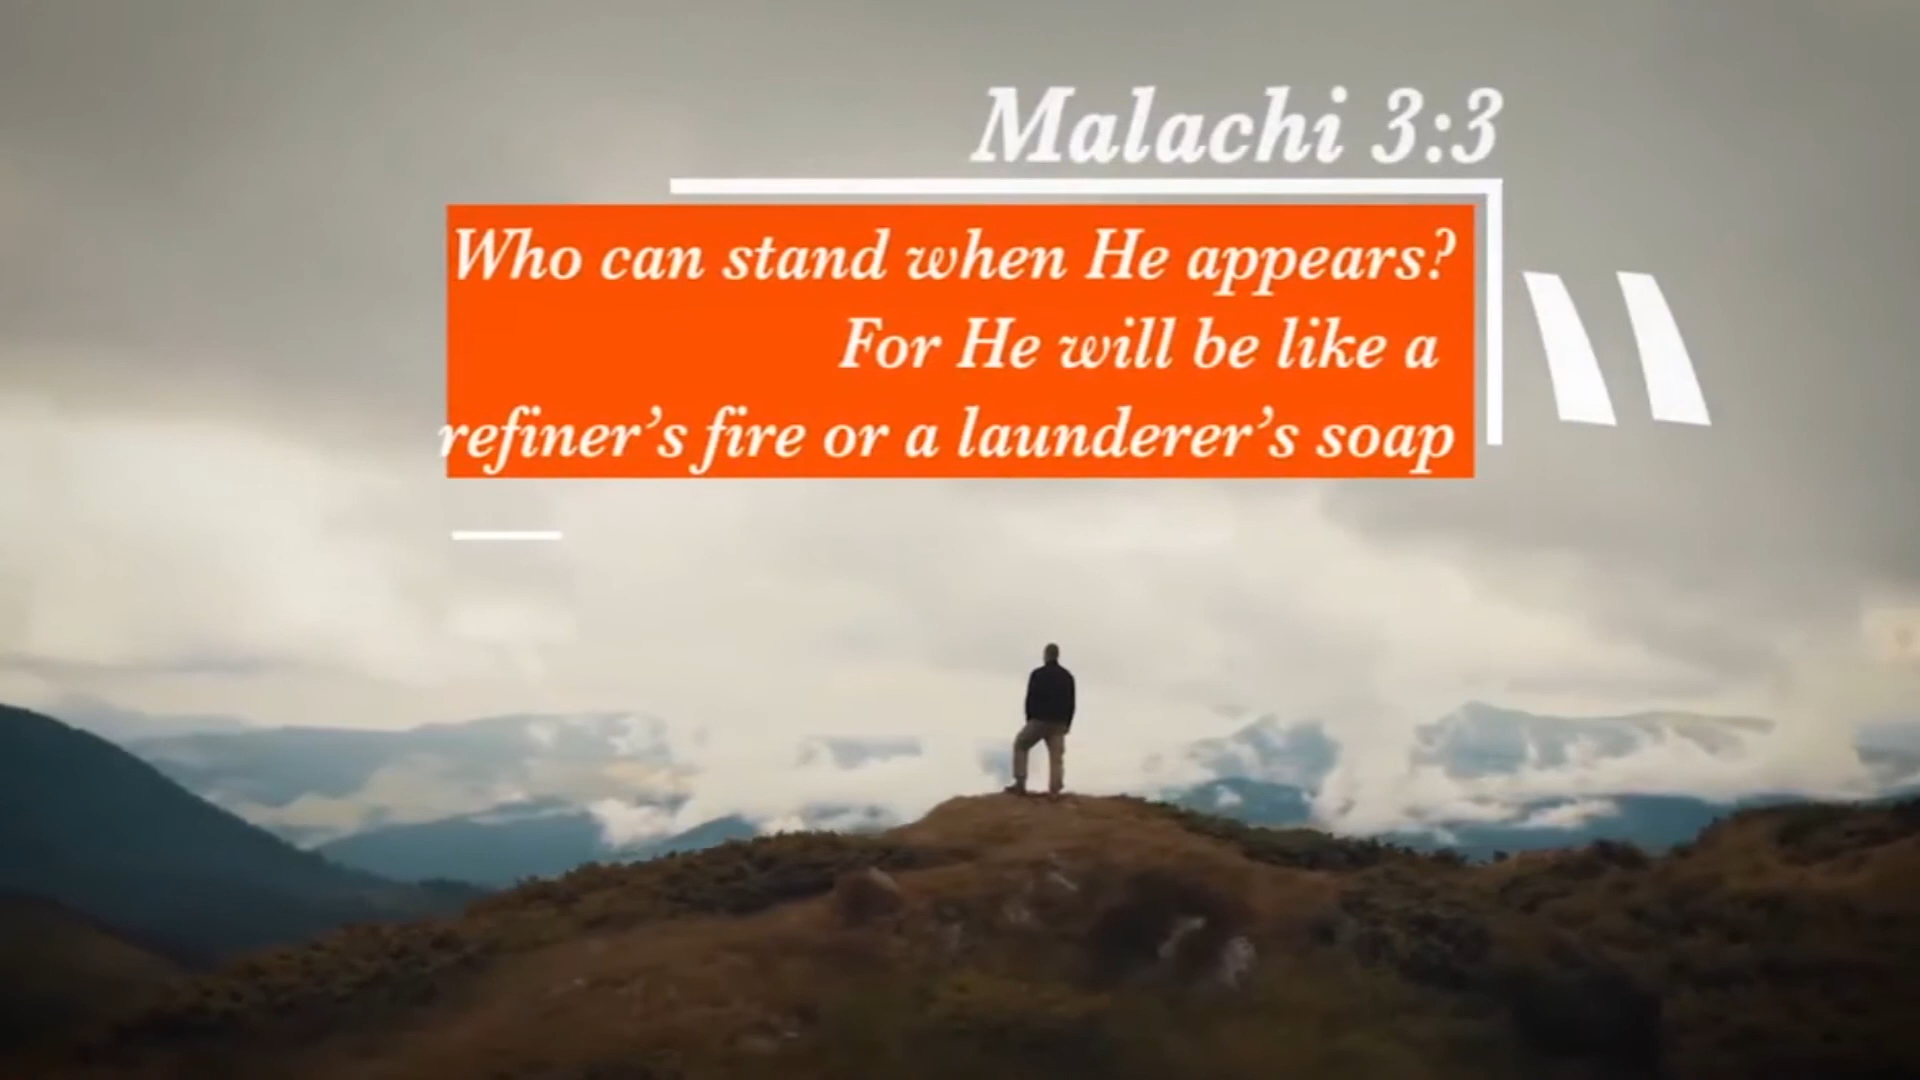 Malachi 3:3
Who can stand when He appears?
For He will be like a
refiner’s fire or a launderer’s soap